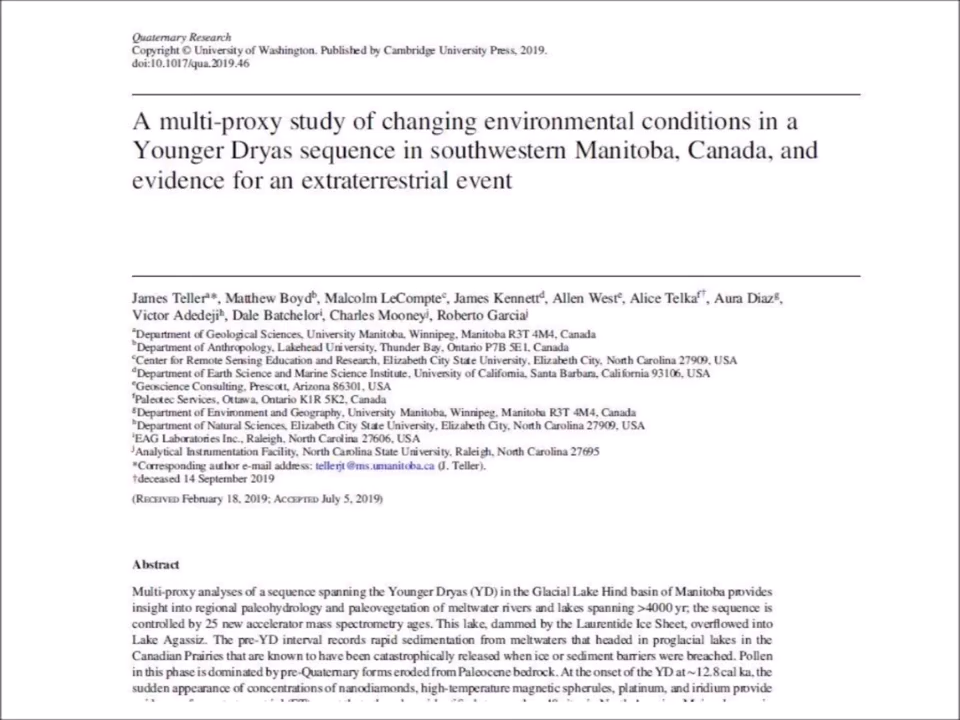 Quaternary Research
Copyright © University of Washington. Published by Cambridge University Press, 2019.
doi:10.1017/qua.2019.46
A multi-proxy study of changing environmental conditions in a
Younger Dryas sequence in southwestern Manitoba, Canada, and
evidence for an extraterrestrial event
James Tellerᵃ*, Matthew Boydᵇ, Malcolm LeCompteᶜ, James Kennettᵈ, Allen Westᵉ, Alice Telkaᶠ†, Aura Diazᵍ,
Victor Adedejiʰ, Dale Batchelorⁱ, Charles Mooneyʲ, Roberto Garciaʲ
ᵃDepartment of Geological Sciences, University Manitoba, Winnipeg, Manitoba R3T 4M4, Canada
ᵇDepartment of Anthropology, Lakehead University, Thunder Bay, Ontario P7B 5E1, Canada
ᶜCenter for Remote Sensing Education and Research, Elizabeth City State University, Elizabeth City, North Carolina 27909, USA
ᵈDepartment of Earth Science and Marine Science Institute, University of California, Santa Barbara, California 93106, USA
ᵉGeoscience Consulting, Prescott, Arizona 86301, USA
ᶠPaleotec Services, Ottawa, Ontario K1R 5K2, Canada
ᵍDepartment of Environment and Geography, University Manitoba, Winnipeg, Manitoba R3T 4M4, Canada
ʰDepartment of Natural Sciences, Elizabeth City State University, Elizabeth City, North Carolina 27909, USA
ⁱEAG Laboratories Inc., Raleigh, North Carolina 27606, USA
ʲAnalytical Instrumentation Facility, North Carolina State University, Raleigh, North Carolina 27695
*Corresponding author e-mail address: tellerjt@ms.umanitoba.ca (J. Teller).
†deceased 14 September 2019
(RECEIVED February 18, 2019; ACCEPTED July 5, 2019)
Abstract
Multi-proxy analyses of a sequence spanning the Younger Dryas (YD) in the Glacial Lake Hind basin of Manitoba provides
insight into regional paleohydrology and paleovegetation of meltwater rivers and lakes spanning >4000 yr; the sequence is
controlled by 25 new accelerator mass spectrometry ages. This lake, dammed by the Laurentide Ice Sheet, overflowed into
Lake Agassiz. The pre-YD interval records rapid sedimentation from meltwaters that headed in proglacial lakes in the
Canadian Prairies that are known to have been catastrophically released when ice or sediment barriers were breached. Pollen
in this phase is dominated by pre-Quaternary forms eroded from Paleocene bedrock. At the onset of the YD at ~12.8 cal ka, the
sudden appearance of concentrations of nanodiamonds, high-temperature magnetic spherules, platinum, and iridium provide